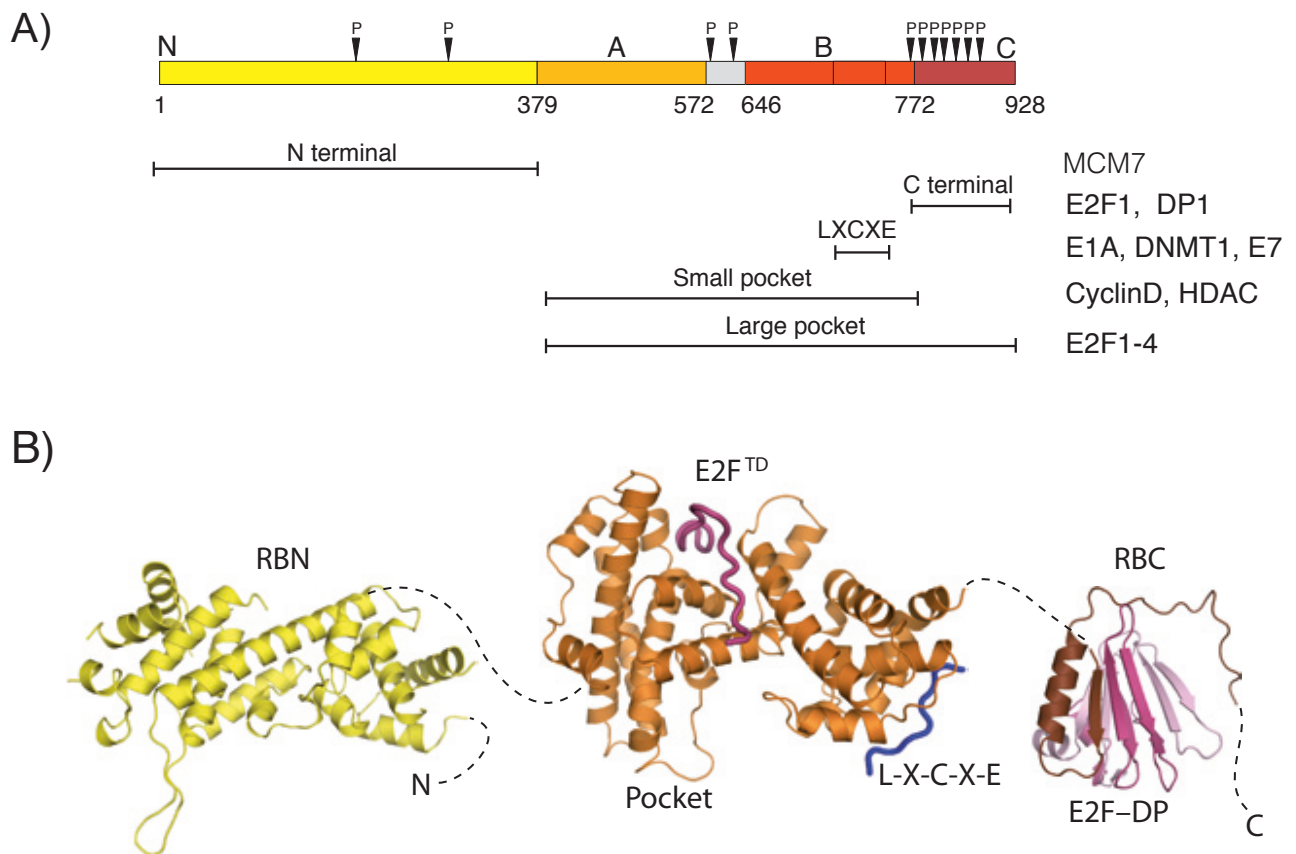 A)
P P P P P P P P P P P
N A B C
1 379 572 646 772 928
N terminal
MCM7
C terminal
E2F1, DP1
LXCXE
E1A, DNMT1, E7
Small pocket
CyclinD, HDAC
Large pocket
E2F1-4
B)
E2F TD
RBN
RBC
N
Pocket
L-X-C-X-E
E2F–DP
C